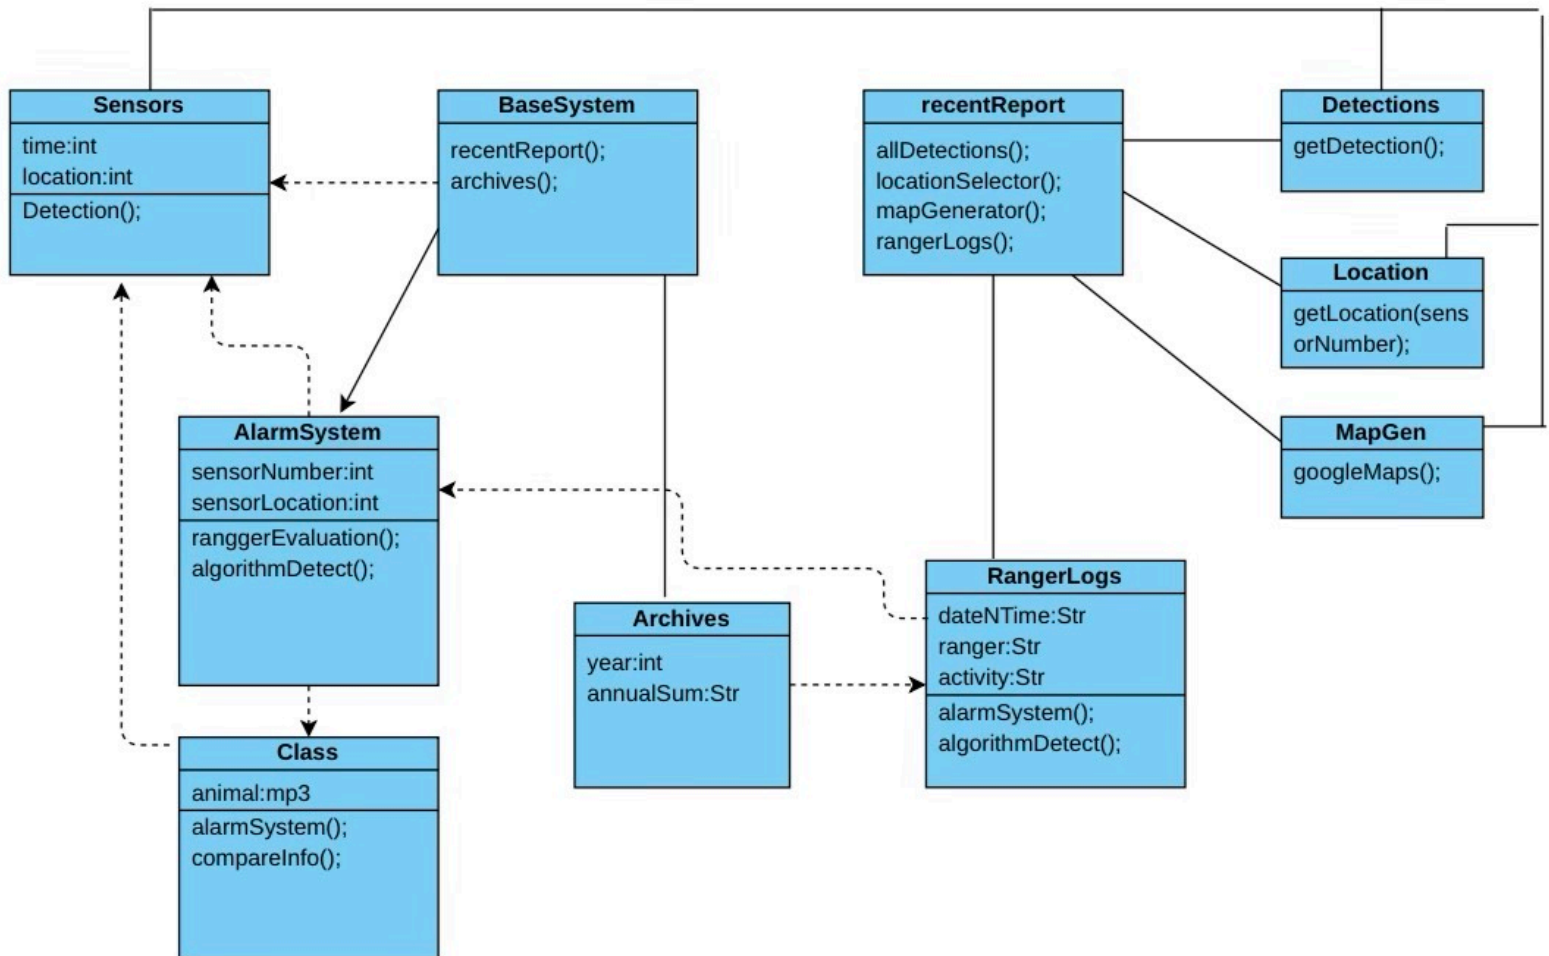 Sensors
time:int
location:int
Detection();
BaseSystem
recentReport();
archives();
recentReport
allDetections();
locationSelector();
mapGenerator();
rangerLogs();
Detections
getDetection();
Location
getLocation(sens
orNumber);
MapGen
googleMaps();
AlarmSystem
sensorNumber:int
sensorLocation:int
ranggerEvaluation();
algorithmDetect();
Archives
year:int
annualSum:Str
RangerLogs
dateNTime:Str
ranger:Str
activity:Str
alarmSystem();
algorithmDetect();
Class
animal:mp3
alarmSystem();
compareInfo();